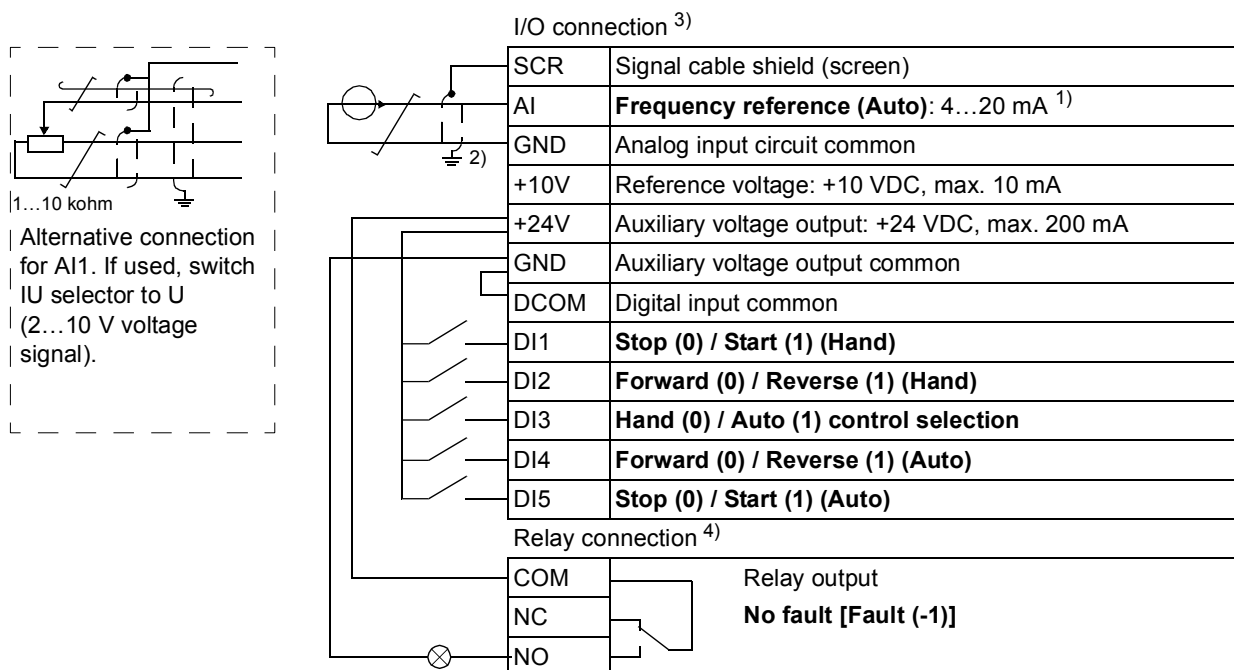 I/O connection 3)
SCR Signal cable shield (screen)
AI Frequency reference (Auto): 4…20 mA 1)
GND Analog input circuit common
2)
+10V Reference voltage: +10 VDC, max. 10 mA
+24V Auxiliary voltage output: +24 VDC, max. 200 mA
GND Auxiliary voltage output common
DCOM Digital input common
DI1 Stop (0) / Start (1) (Hand)
DI2 Forward (0) / Reverse (1) (Hand)
DI3 Hand (0) / Auto (1) control selection
DI4 Forward (0) / Reverse (1) (Auto)
DI5 Stop (0) / Start (1) (Auto)
Relay connection 4)
COM Relay output
NC No fault [Fault (-1)]
NO
1…10 kohm
Alternative connection
for AI1. If used, switch
IU selector to U
(2…10 V voltage
signal).